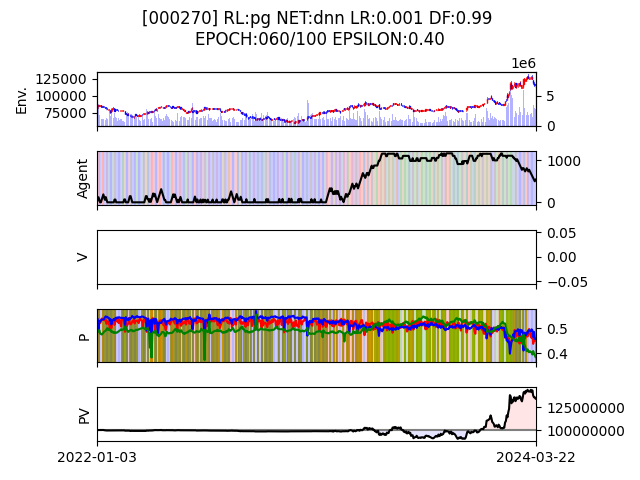 [000270] RL:pg NET:dnn LR:0.001 DF:0.99
EPOCH:060/100 EPSILON:0.40
1e6
Env.
125000
100000
75000
5
0
Agent
1000
0
V
0.05
0.00
−0.05
P
0.5
0.4
PV
125000000
100000000
2022-01-03
2024-03-22